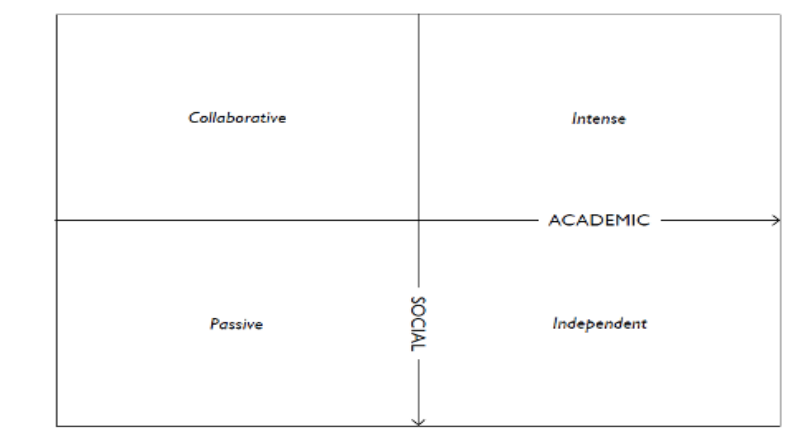 Collaborative
Intense
ACADEMIC
SOCIAL
Passive
Independent